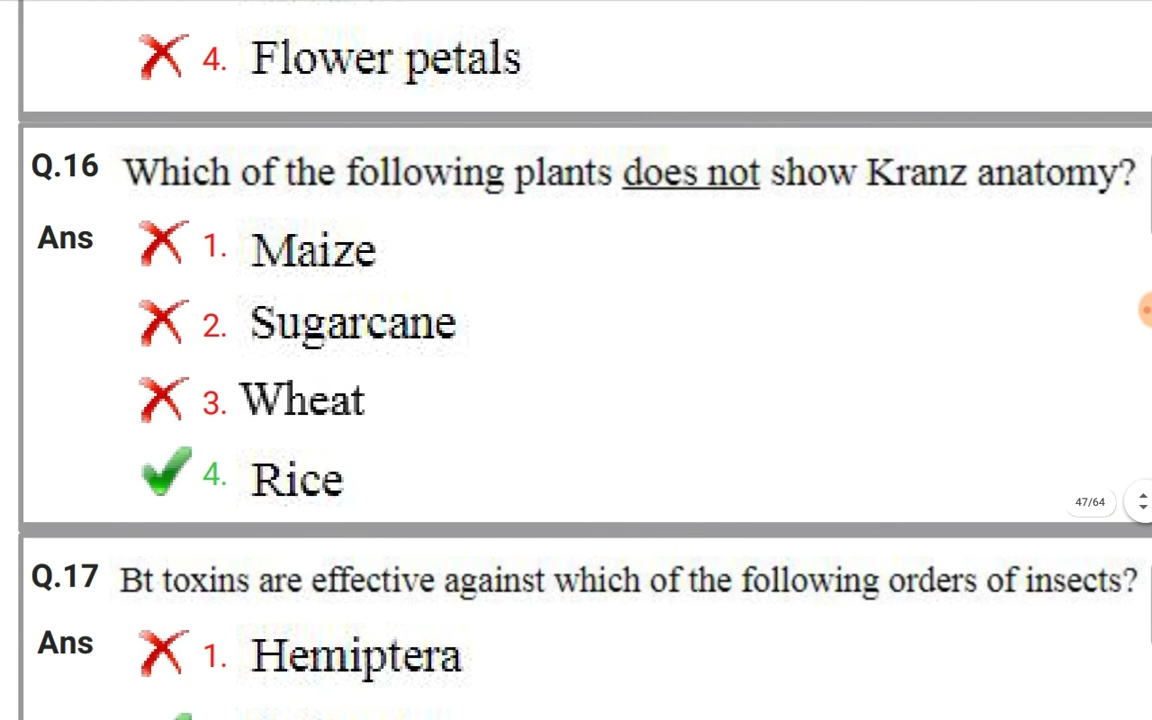 4. Flower petals
Q.16 Which of the following plants does not show Kranz anatomy?
Ans 1. Maize
2. Sugarcane
3. Wheat
4. Rice
47/64
Q.17 Bt toxins are effective against which of the following orders of insects?
Ans 1. Hemiptera